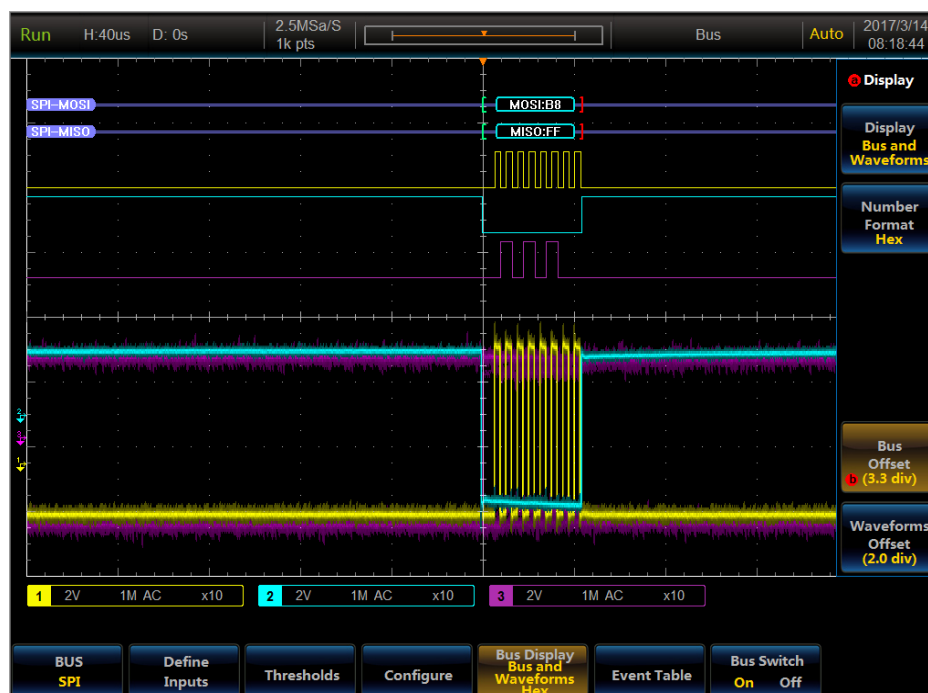 Run H:40us D: 0s 2.5MSa/S Bus Auto 2017/3/14
1k pts 08:18:44
a Display
SPI-MOSI MOSI:B8
SPI-MISO MISO:FF
Display
Bus and
Waveforms
Number
Format
Hex
2
3
1
Bus
Offset
b (3.3 div)
Waveforms
Offset
(2.0 div)
1 2V 1M AC x10 2 2V 1M AC x10 3 2V 1M AC x10
BUS
SPI
Define
Inputs
Thresholds
Configure
Bus Display
Bus and
Waveforms
Hex
Event Table
Bus Switch
On Off